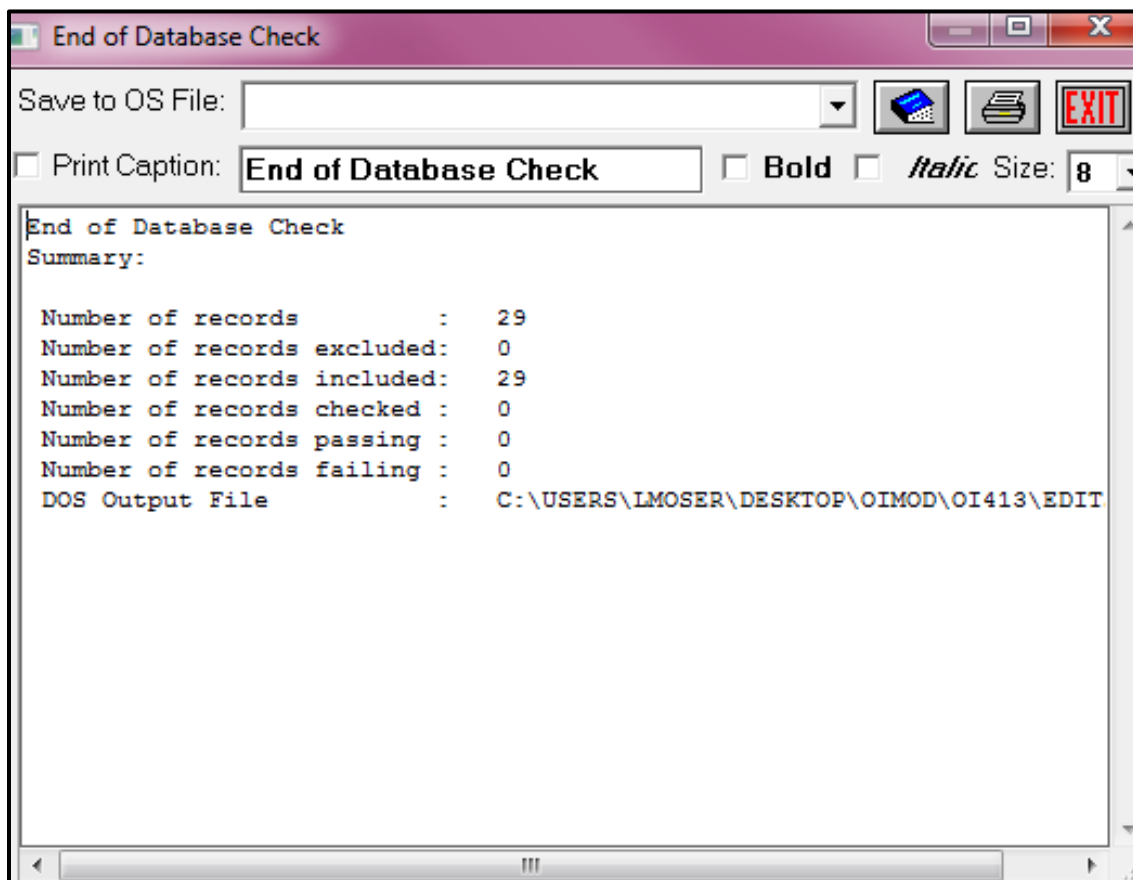 End of Database Check
Save to OS File:
EXIT
Print Caption: End of Database Check Bold Italic Size: 8
End of Database Check
Summary:
Number of records : 29
Number of records excluded: 0
Number of records included: 29
Number of records checked : 0
Number of records passing : 0
Number of records failing : 0
DOS Output File : C:\USERS\LMOSER\DESKTOP\OIMOD\OI413\EDIT